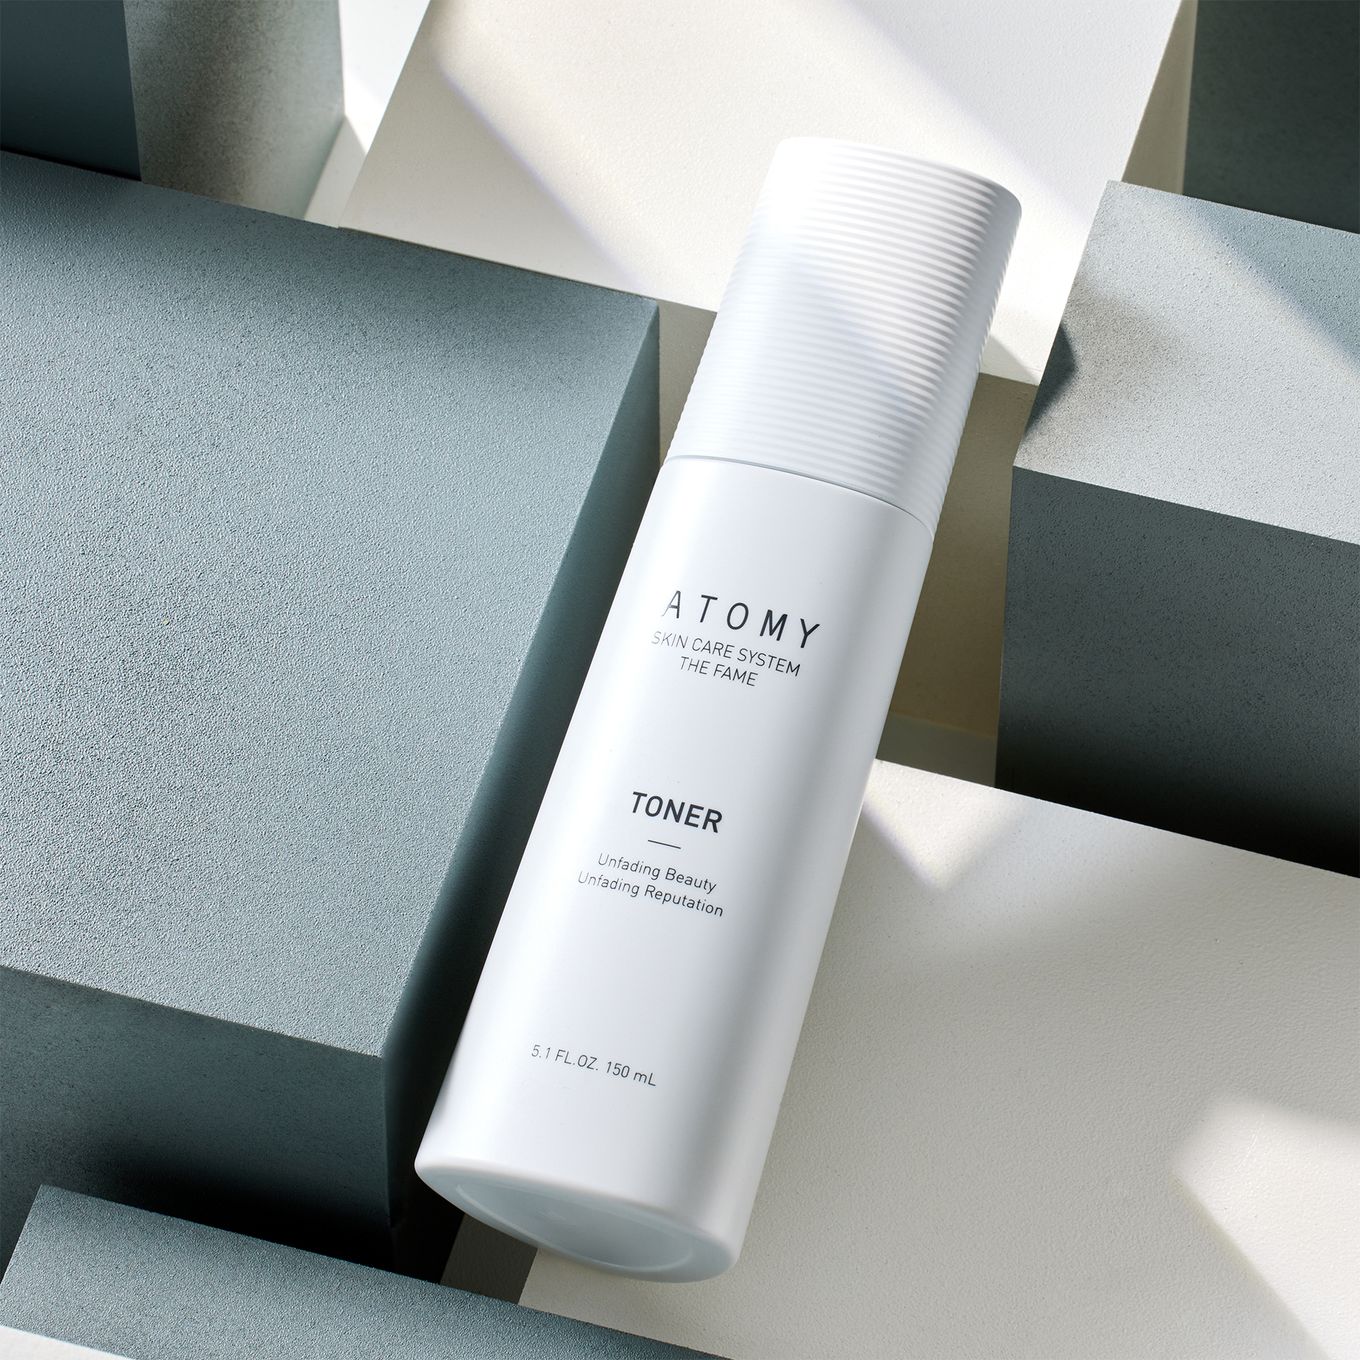 ATOMY
SKIN CARE SYSTEM
THE FAME
TONER
Unfading Beauty
Unfading Reputation
5.1 FL.OZ. 150 mL